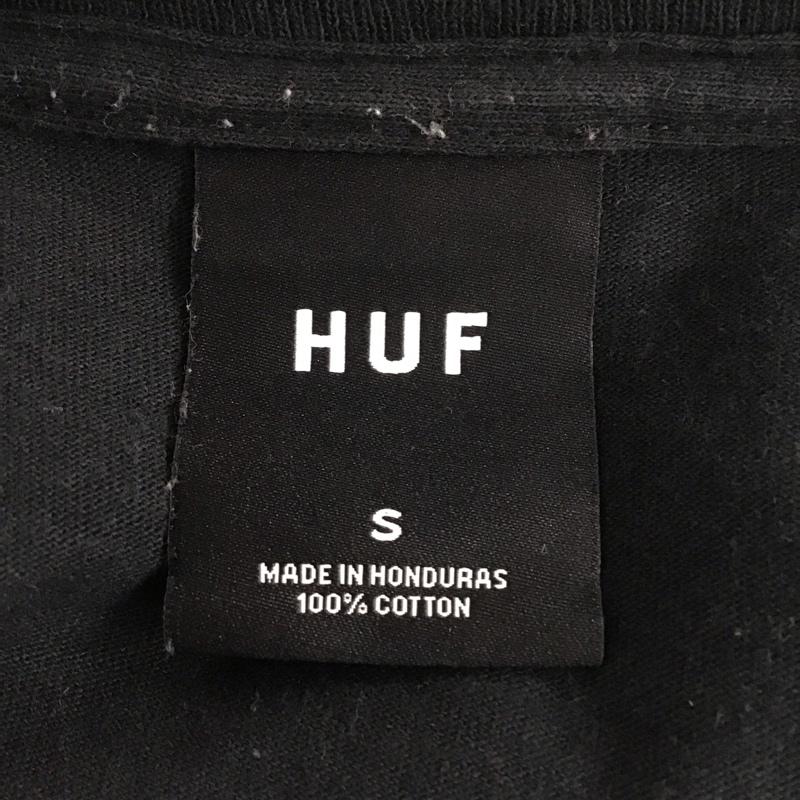 HUF
S
MADE IN HONDURAS
100% COTTON